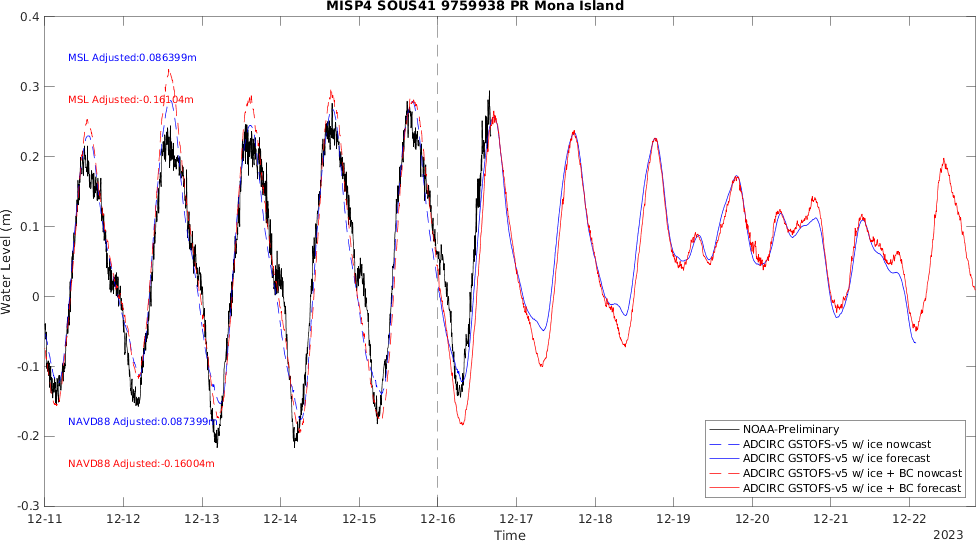 MISP4 SOUS41 9759938 PR Mona Island
0.4
0.3
0.2
0.1
0
-0.1
-0.2
-0.3
Water Level (m)
MSL Adjusted:0.086399m
MSL Adjusted:-0.16104m
NAVD88 Adjusted:0.087399m
NAVD88 Adjusted:-0.16004m
NOAA-Preliminary
ADCIRC GSTOFS-v5 w/ ice nowcast
ADCIRC GSTOFS-v5 w/ ice forecast
ADCIRC GSTOFS-v5 w/ ice + BC nowcast
ADCIRC GSTOFS-v5 w/ ice + BC forecast
12-11 12-12 12-13 12-14 12-15 12-16 12-17 12-18 12-19 12-20 12-21 12-22
Time
2023